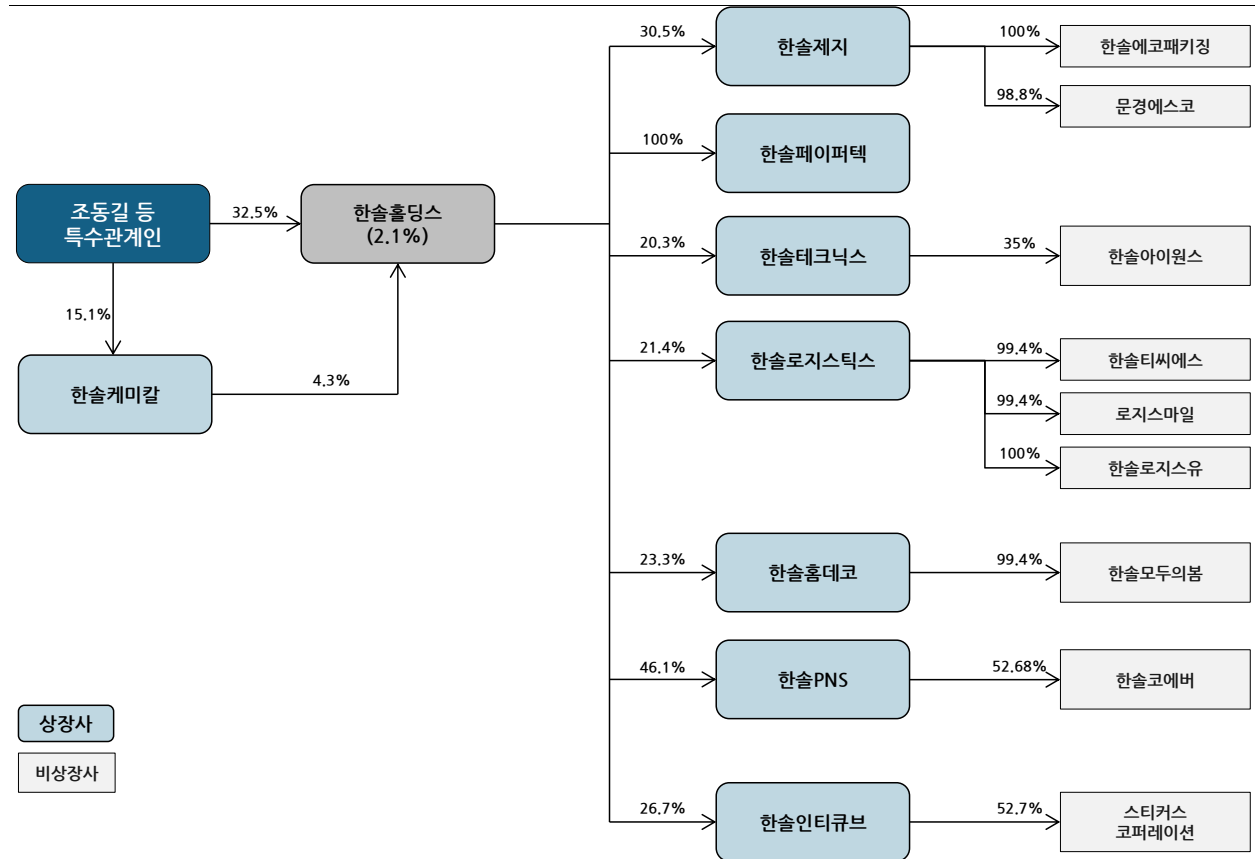 30.5%
한솔제지
100%
한솔에코패키징
98.8%
문경에스코
100%
한솔페이퍼텍
조동길 등
특수관계인
32.5%
한솔홀딩스
(2.1%)
20.3%
한솔테크닉스
35%
한솔아이원스
15.1%
한솔케미칼
4.3%
21.4%
한솔로지스틱스
99.4%
한솔티씨에스
99.4%
로지스마일
100%
한솔로지스유
23.3%
한솔홈데코
99.4%
한솔모두의봄
46.1%
한솔PNS
52.68%
한솔코에버
상장사
비상장사
26.7%
한솔인티큐브
52.7%
스티커스
코퍼레이션